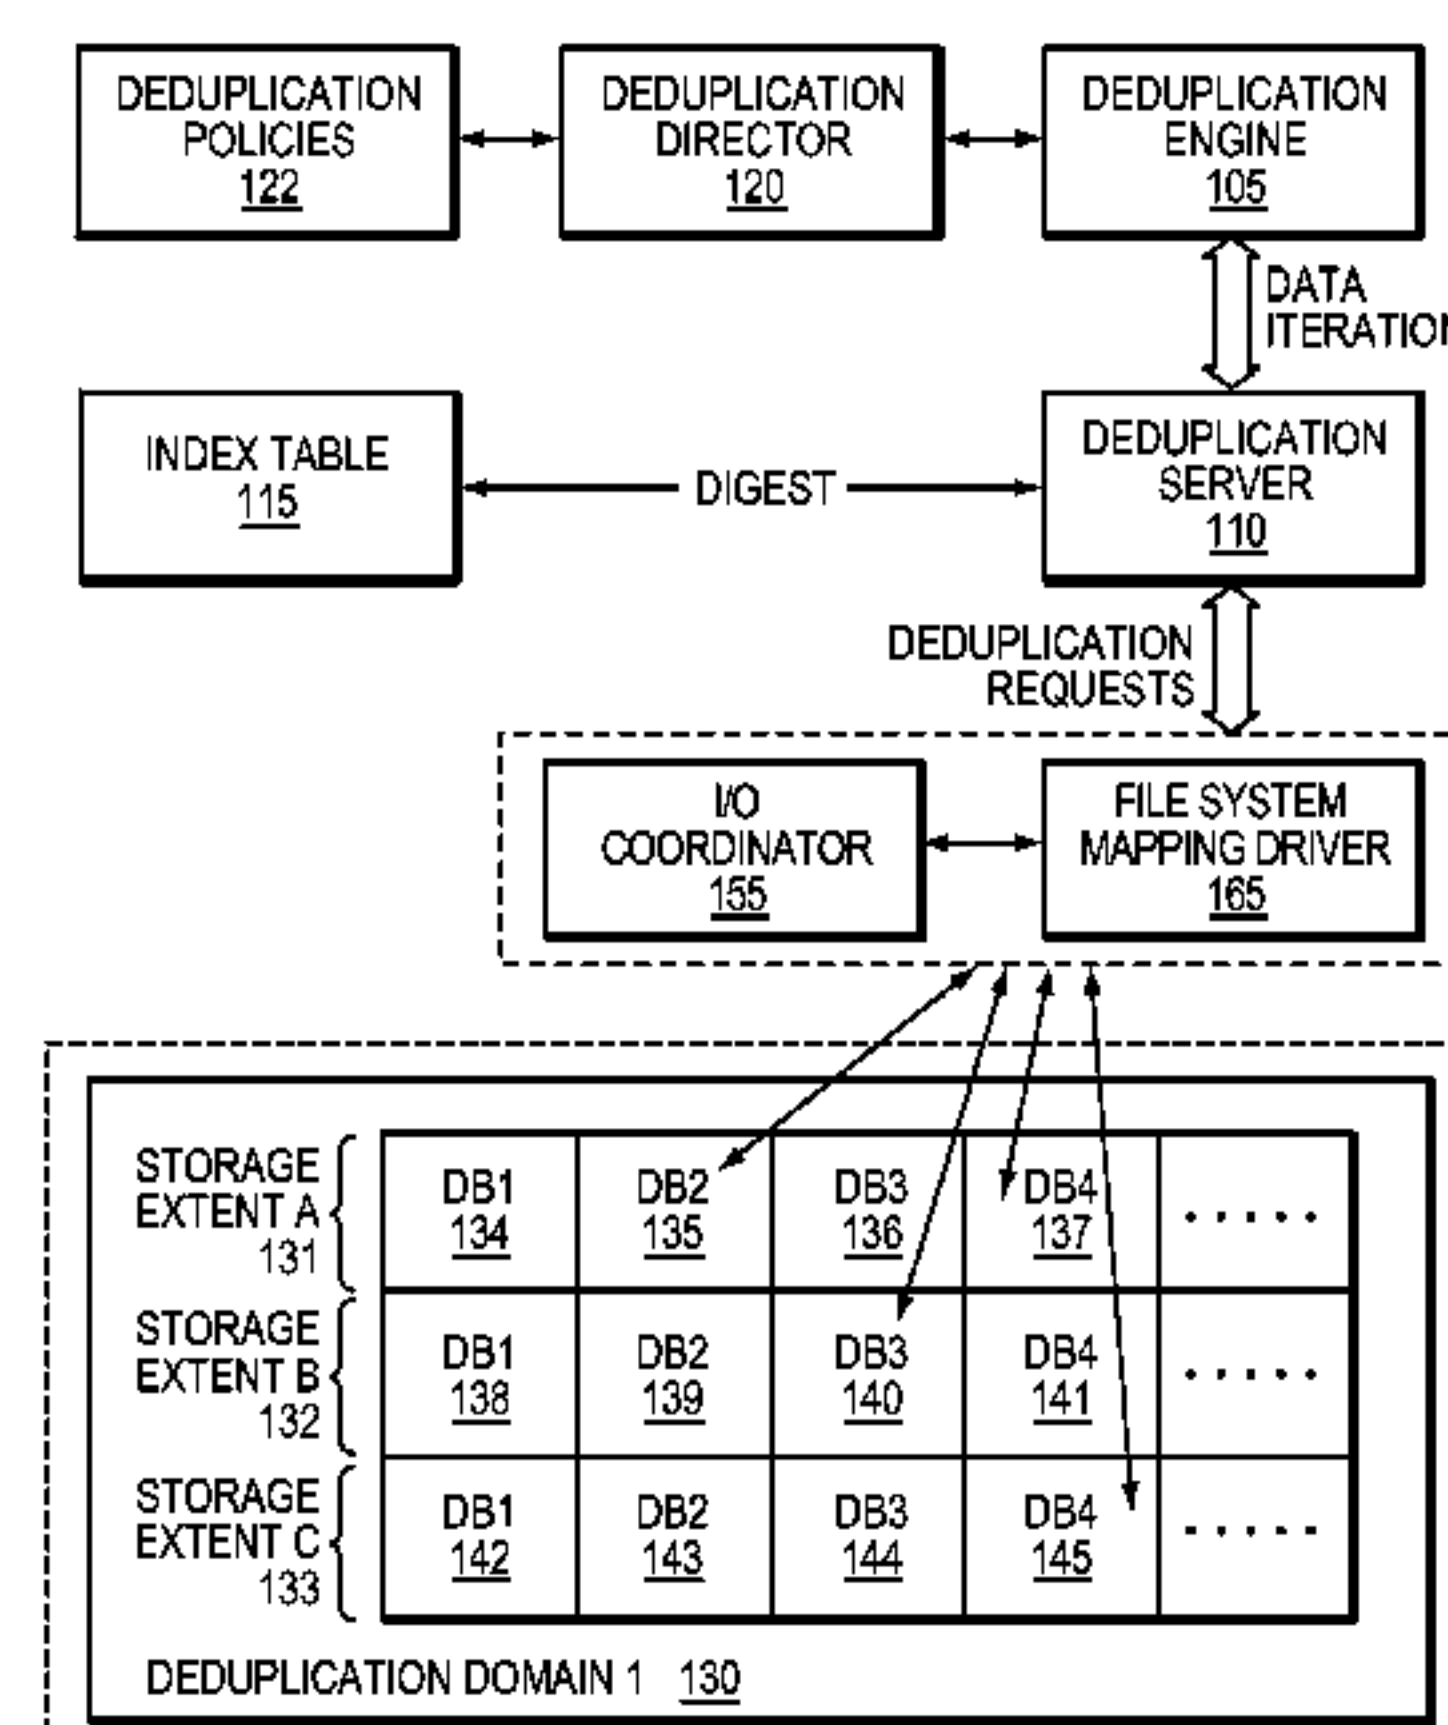 DEDUPLICATION
POLICIES
122
DEDUPLICATION
DIRECTOR
120
DEDUPLICATION
ENGINE
105
DATA
ITERATION
INDEX TABLE
115
DIGEST
DEDUPLICATION
SERVER
110
DEDUPLICATION
REQUESTS
I/O
COORDINATOR
155
FILE SYSTEM
MAPPING DRIVER
165
STORAGE
EXTENT A
131
DB1
134
DB2
135
DB3
136
DB4
137
.....
STORAGE
EXTENT B
132
DB1
138
DB2
139
DB3
140
DB4
141
.....
STORAGE
EXTENT C
133
DB1
142
DB2
143
DB3
144
DB4
145
.....
DEDUPLICATION DOMAIN 1 130